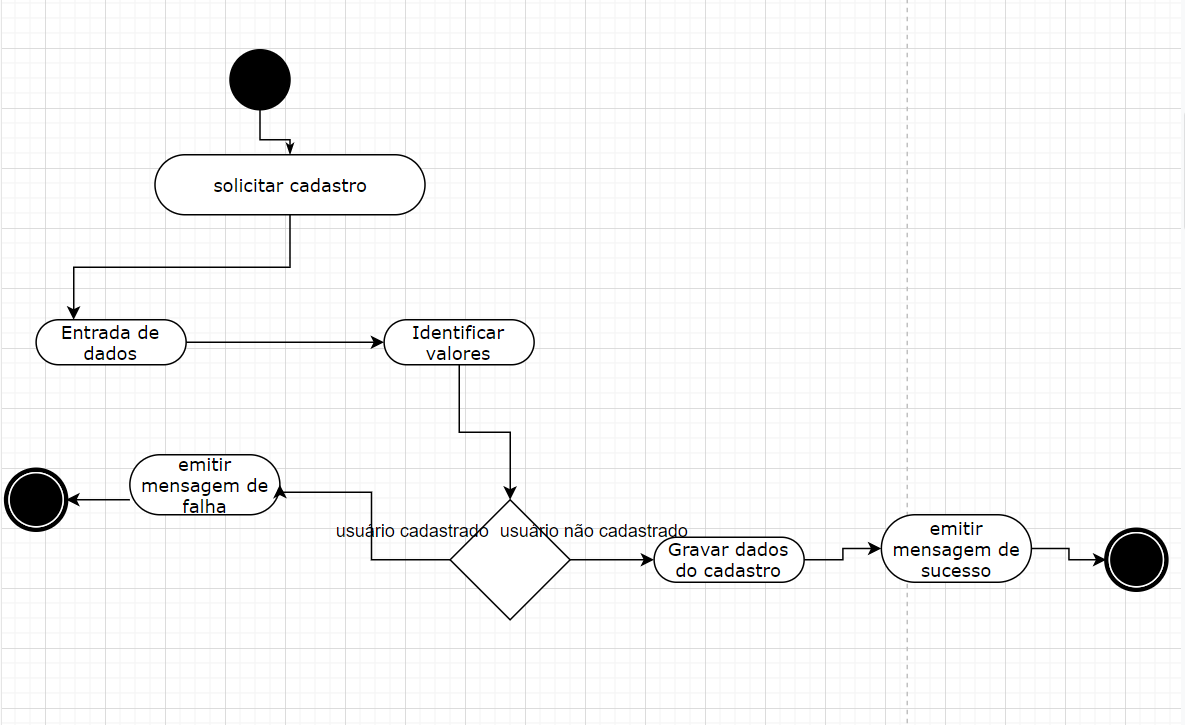 solicitar cadastro
Entrada de
dados
Identificar
valores
emitir
mensagem de
falha
usuário cadastrado
usuário não cadastrado
Gravar dados
do cadastro
emitir
mensagem de
sucesso